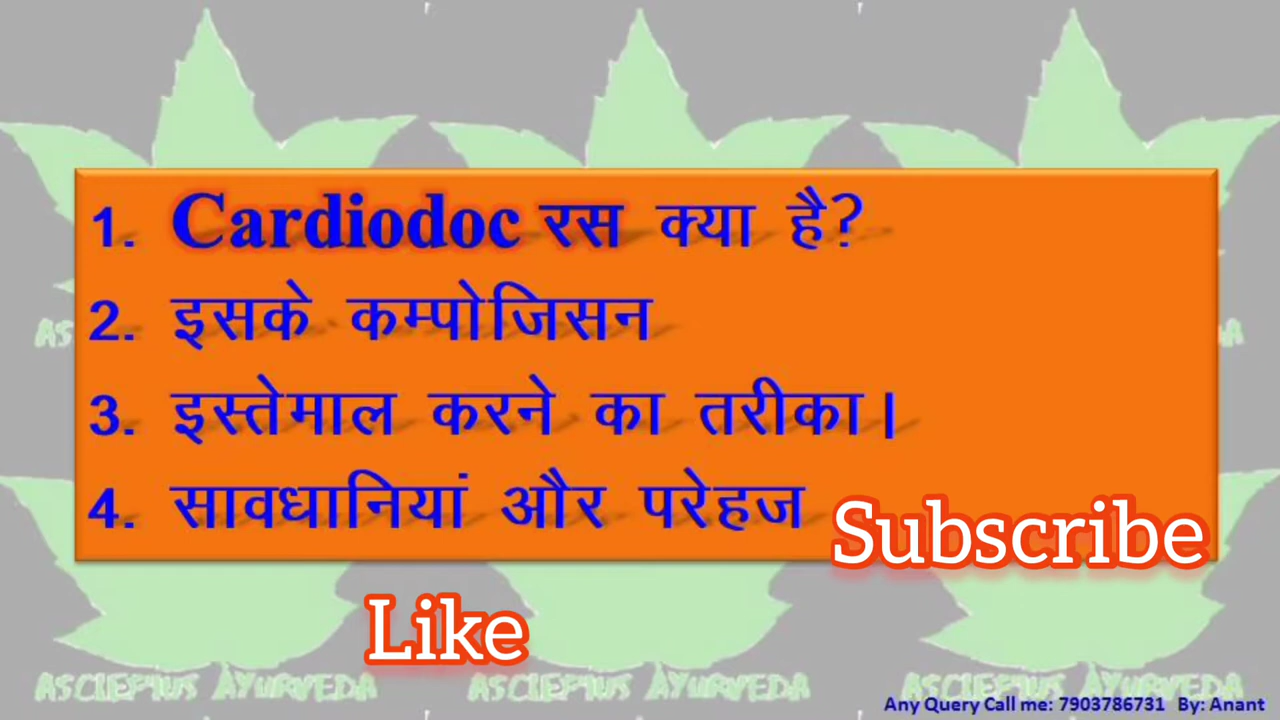 1. Cardiodoc रस क्या है?
2. इसके कम्पोजिसन
3. इस्तेमाल करने का तरीका।
4. सावधानियां और परेहज
Subscribe
Like
ASCLEPIUS AYURVEDA ASCLEPIUS AYURVEDA ASCLEPIUS AYURVEDA
Any Query Call me: 7903786731 By: Anant